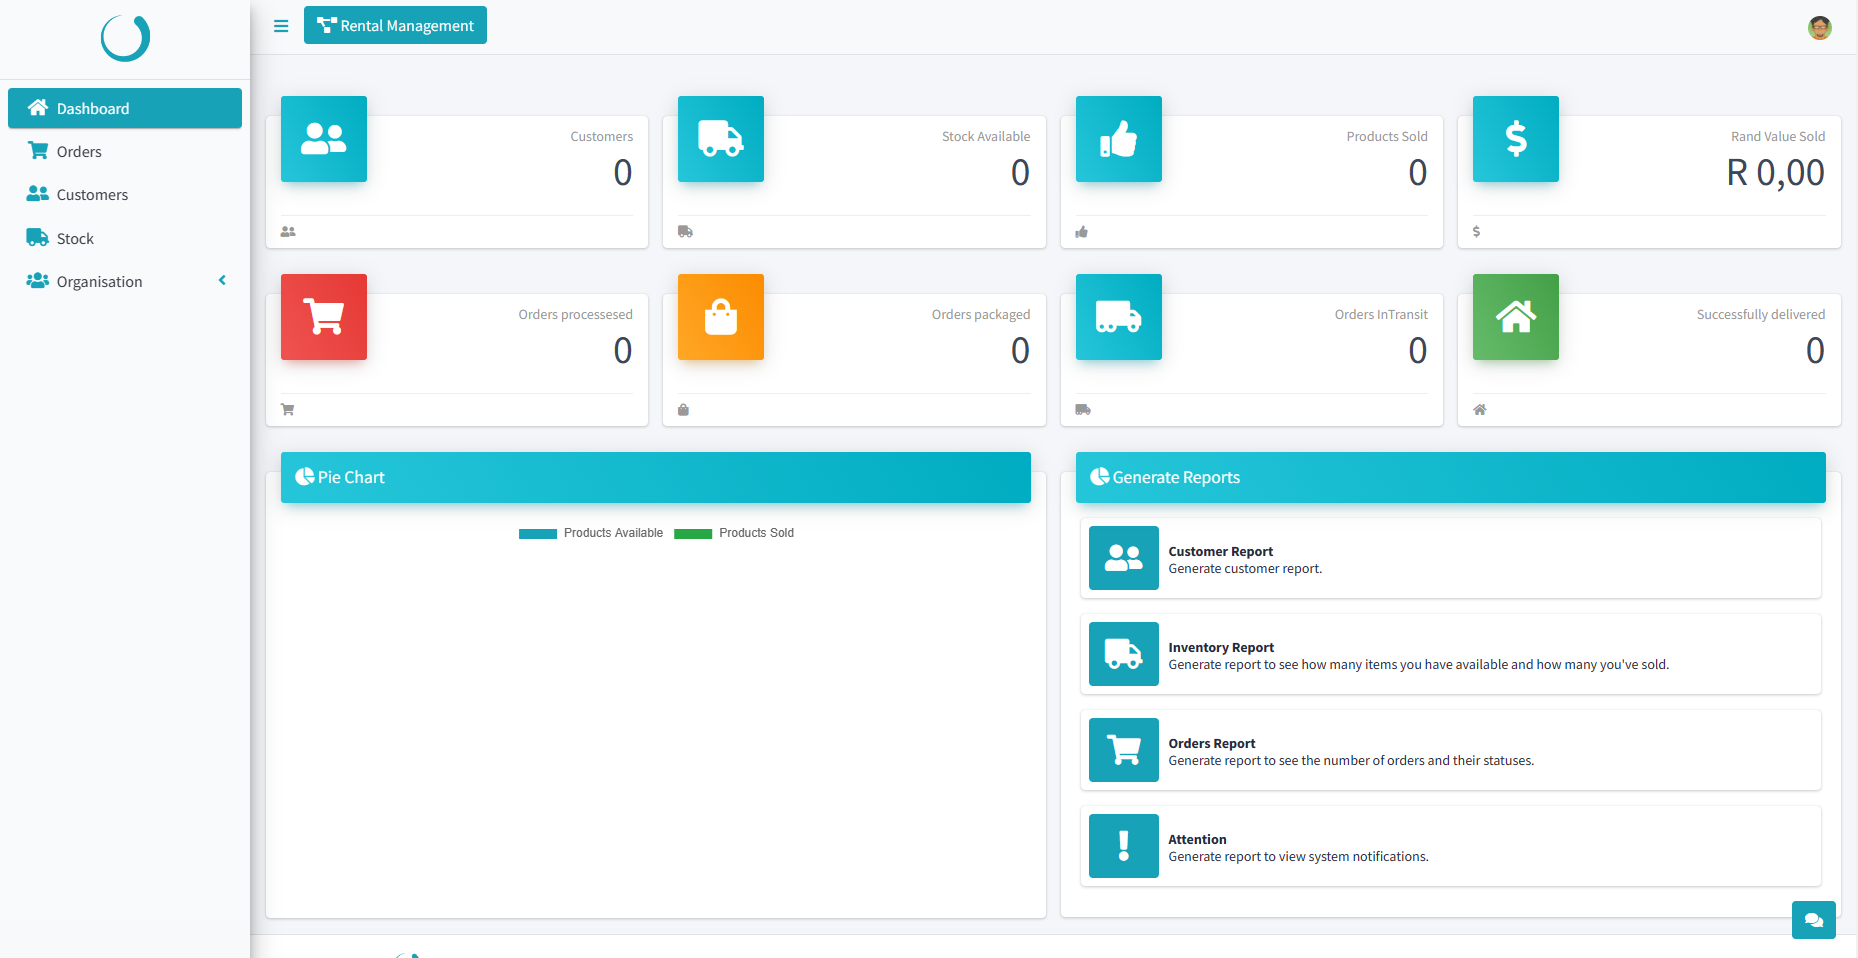 Rental Management
Dashboard
Orders
Customers
Stock
Organisation
Customers
0
Stock Available
0
Products Sold
0
Rand Value Sold
R 0,00
Orders processesed
0
Orders packaged
0
Orders InTransit
0
Successfully delivered
0
Pie Chart
Products Available
Products Sold
Generate Reports
Customer Report
Generate customer report.
Inventory Report
Generate report to see how many items you have available and how many you've sold.
Orders Report
Generate report to see the number of orders and their statuses.
Attention
Generate report to view system notifications.